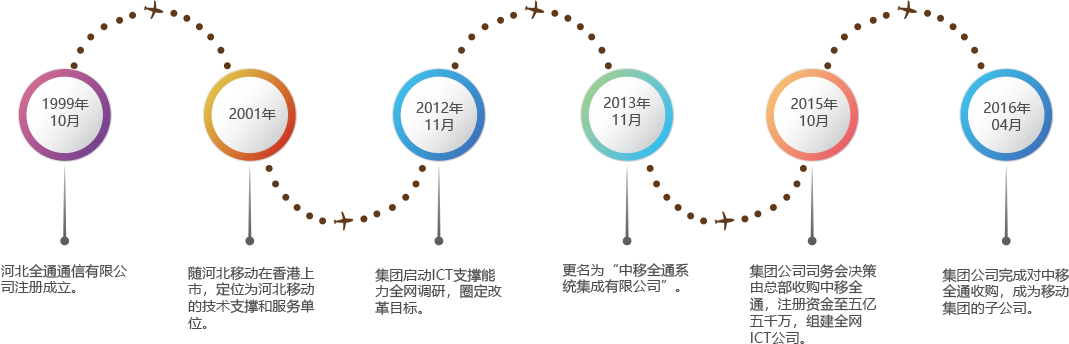 1999年
10月
2001年
2012年
11月
2013年
11月
2015年
10月
2016年
04月
河北全通通信有限公
司注册成立。
随河北移动在香港上
市，定位为河北移动
的技术支撑和服务单
位。
集团启动ICT支撑能
力全网调研，圈定改
革目标。
更名为“中移全通系
统集成有限公司”。
集团公司司务会决策
由总部收购中移全
通，注册资金至五亿
五千万，组建全网
ICT公司。
集团公司完成对中移
全通收购，成为移动
集团的子公司。